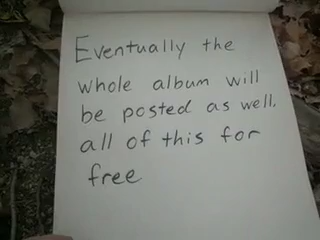 Eventually the
whole album will
be posted as well.
all of this for
free